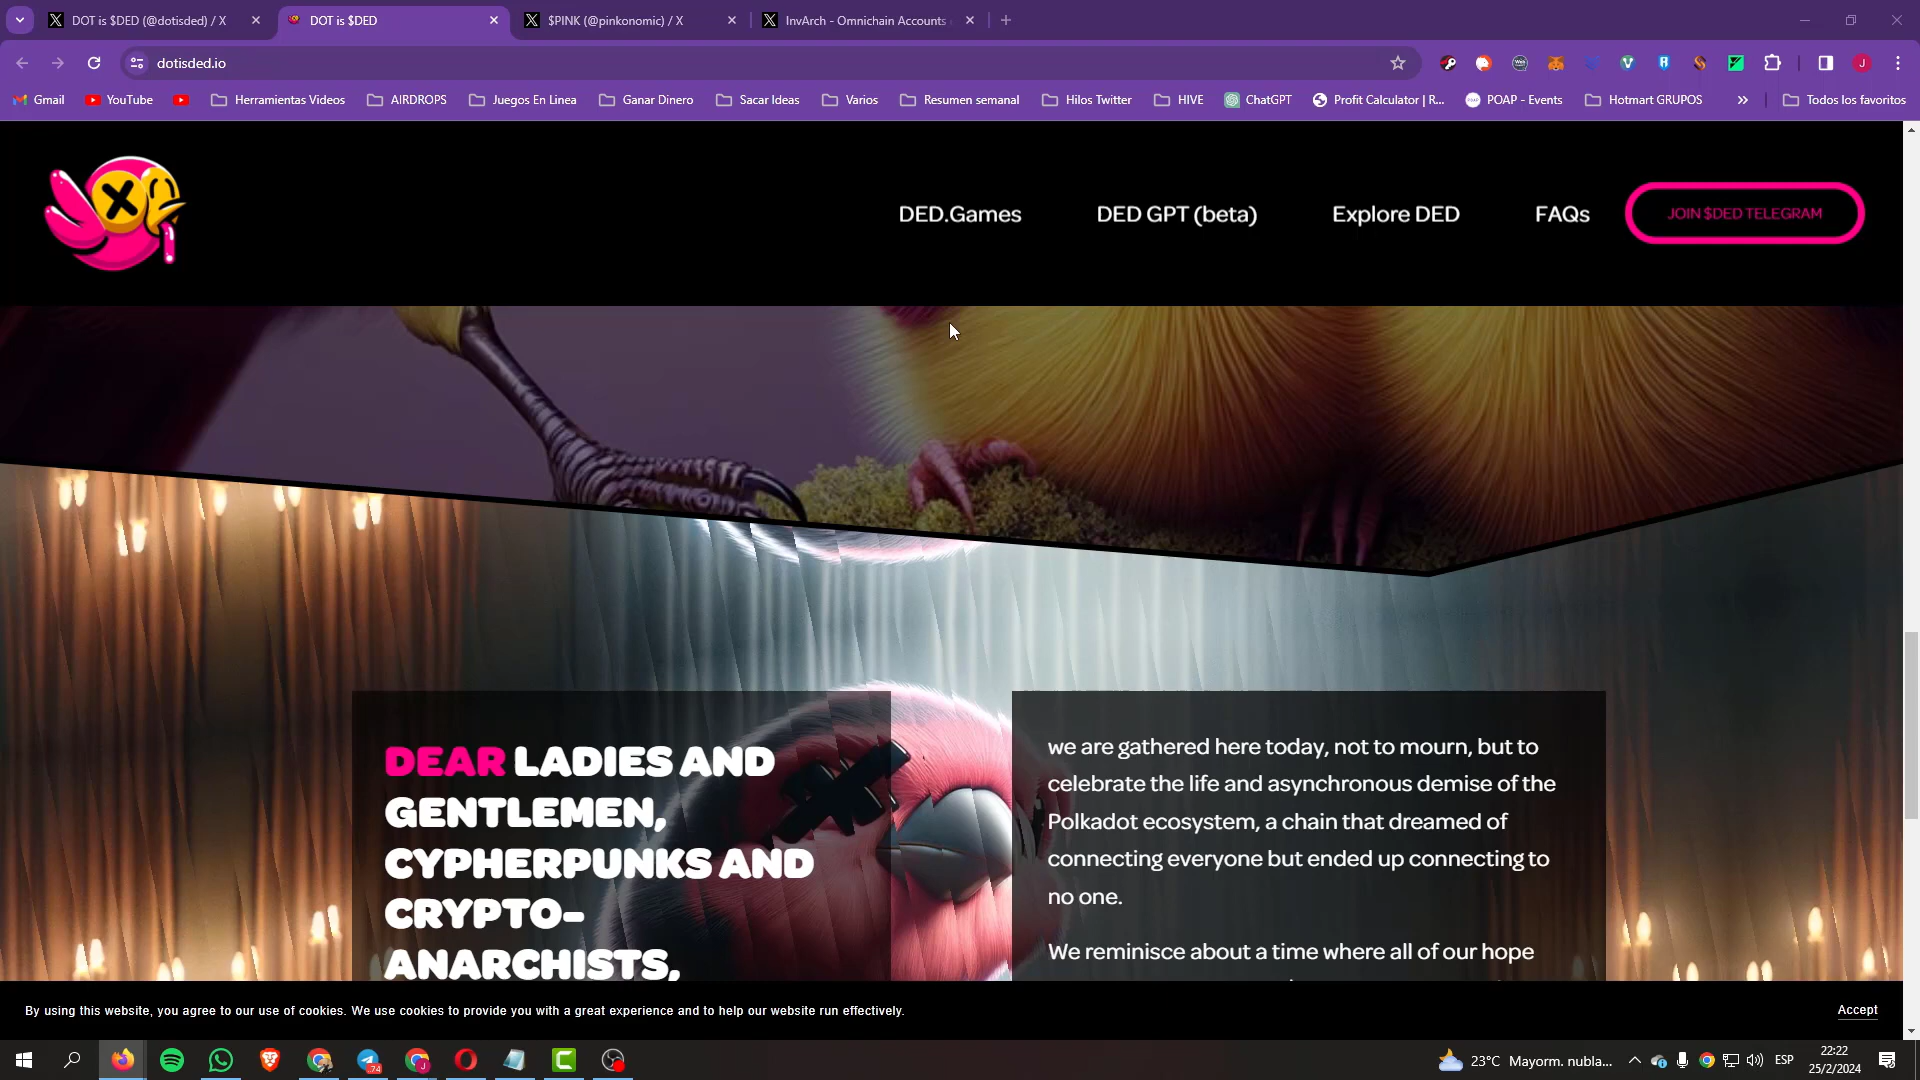 DOT is $DED (@dotisded) / X
DOT is $DED
$PINK (@pinkonomic) / X
InvArch - Omnichain Accounts
dotisded.io
Gmail
YouTube
Herramientas Videos
AIRDROPS
Juegos En Linea
Ganar Dinero
Sacar Ideas
Varios
Resumen semanal
Hilos Twitter
HIVE
ChatGPT
Profit Calculator | R...
POAP - Events
Hotmart GRUPOS
Todos los favoritos
DED.Games
DED GPT (beta)
Explore DED
FAQs
JOIN $DED TELEGRAM
DEAR LADIES AND
GENTLEMEN,
CYPHERPUNKS AND
CRYPTO-
ANARCHISTS,
we are gathered here today, not to mourn, but to
celebrate the life and asynchronous demise of the
Polkadot ecosystem, a chain that dreamed of
connecting everyone but ended up connecting to
no one.
We reminisce about a time where all of our hope
By using this website, you agree to our use of cookies. We use cookies to provide you with a great experience and to help our website run effectively.
Accept
74
23°C Mayorm. nubla...
ESP
22:22
25/2/2024